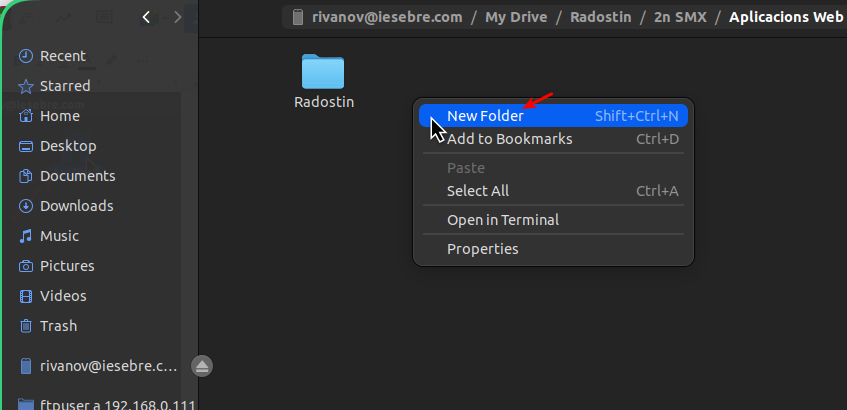 rivanov@iesebre.com / My Drive / Radostin / 2n SMX / Aplicacions Web
Recent
Starred
Home
Desktop
Documents
Downloads
Music
Pictures
Videos
Trash
rivanov@iesebre.c...
ftpuser a 192.168.0.111
Radostin
New Folder Shift+Ctrl+N
Add to Bookmarks Ctrl+D
Paste
Select All Ctrl+A
Open in Terminal
Properties